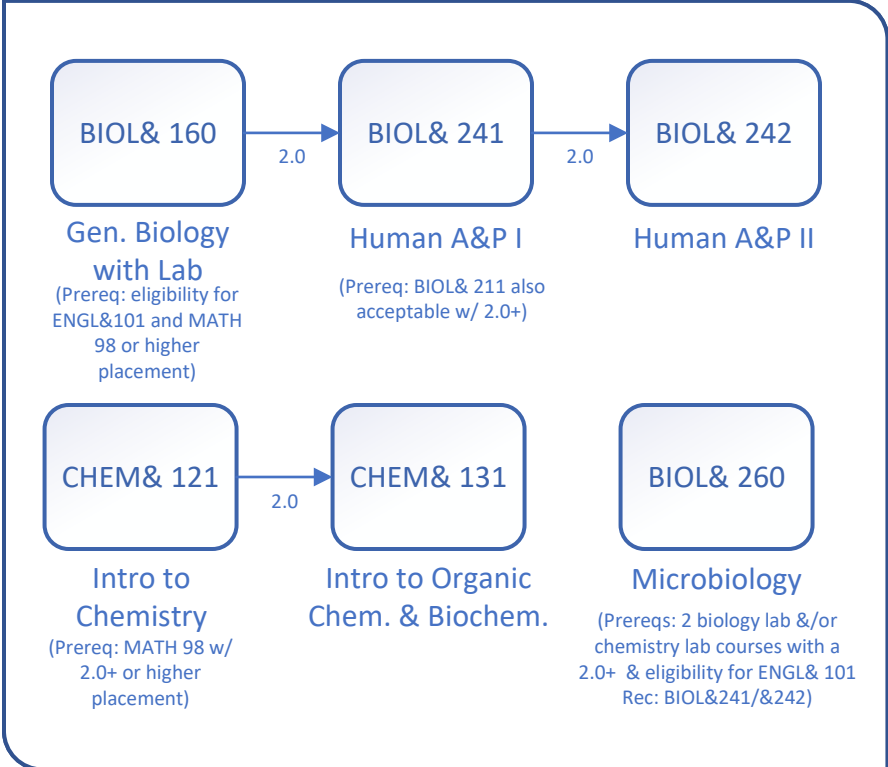 BIOL& 160
2.0
BIOL& 241
2.0
BIOL& 242
Gen. Biology
with Lab
(Prereq: eligibility for
ENGL&101 and MATH
98 or higher
placement)
Human A&P I
(Prereq: BIOL& 211 also
acceptable w/ 2.0+)
Human A&P II
CHEM& 121
2.0
CHEM& 131
BIOL& 260
Intro to
Chemistry
(Prereq: MATH 98 w/
2.0+ or higher
placement)
Intro to Organic
Chem. & Biochem.
Microbiology
(Prereqs: 2 biology lab &/or
chemistry lab courses with a
2.0+  & eligibility for ENGL& 101
Rec: BIOL&241/&242)